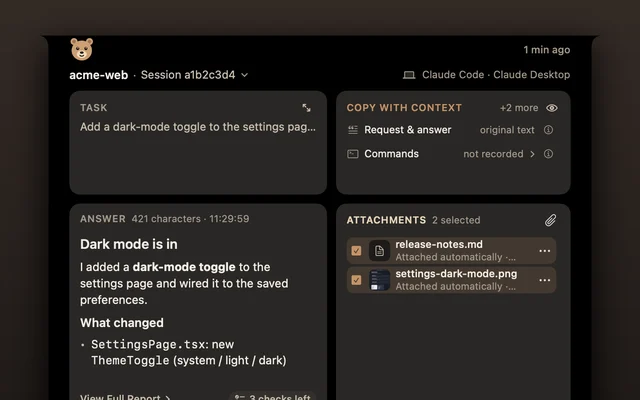 1 min ago
acme-web · Session a1b2c3d4
Claude Code · Claude Desktop
TASK
Add a dark-mode toggle to the settings pag...
COPY WITH CONTEXT +2 more
Request & answer original text
Commands not recorded
ANSWER 421 characters · 11:29:59
Dark mode is in
I added a dark-mode toggle to the
settings page and wired it to the saved
preferences.
What changed
• SettingsPage.tsx: new
ThemeToggle (system / light / dark)
View Full Report
3 checks left
ATTACHMENTS 2 selected
release-notes.md
Attached automatically ·...
settings-dark-mode.png
Attached automatically ·...